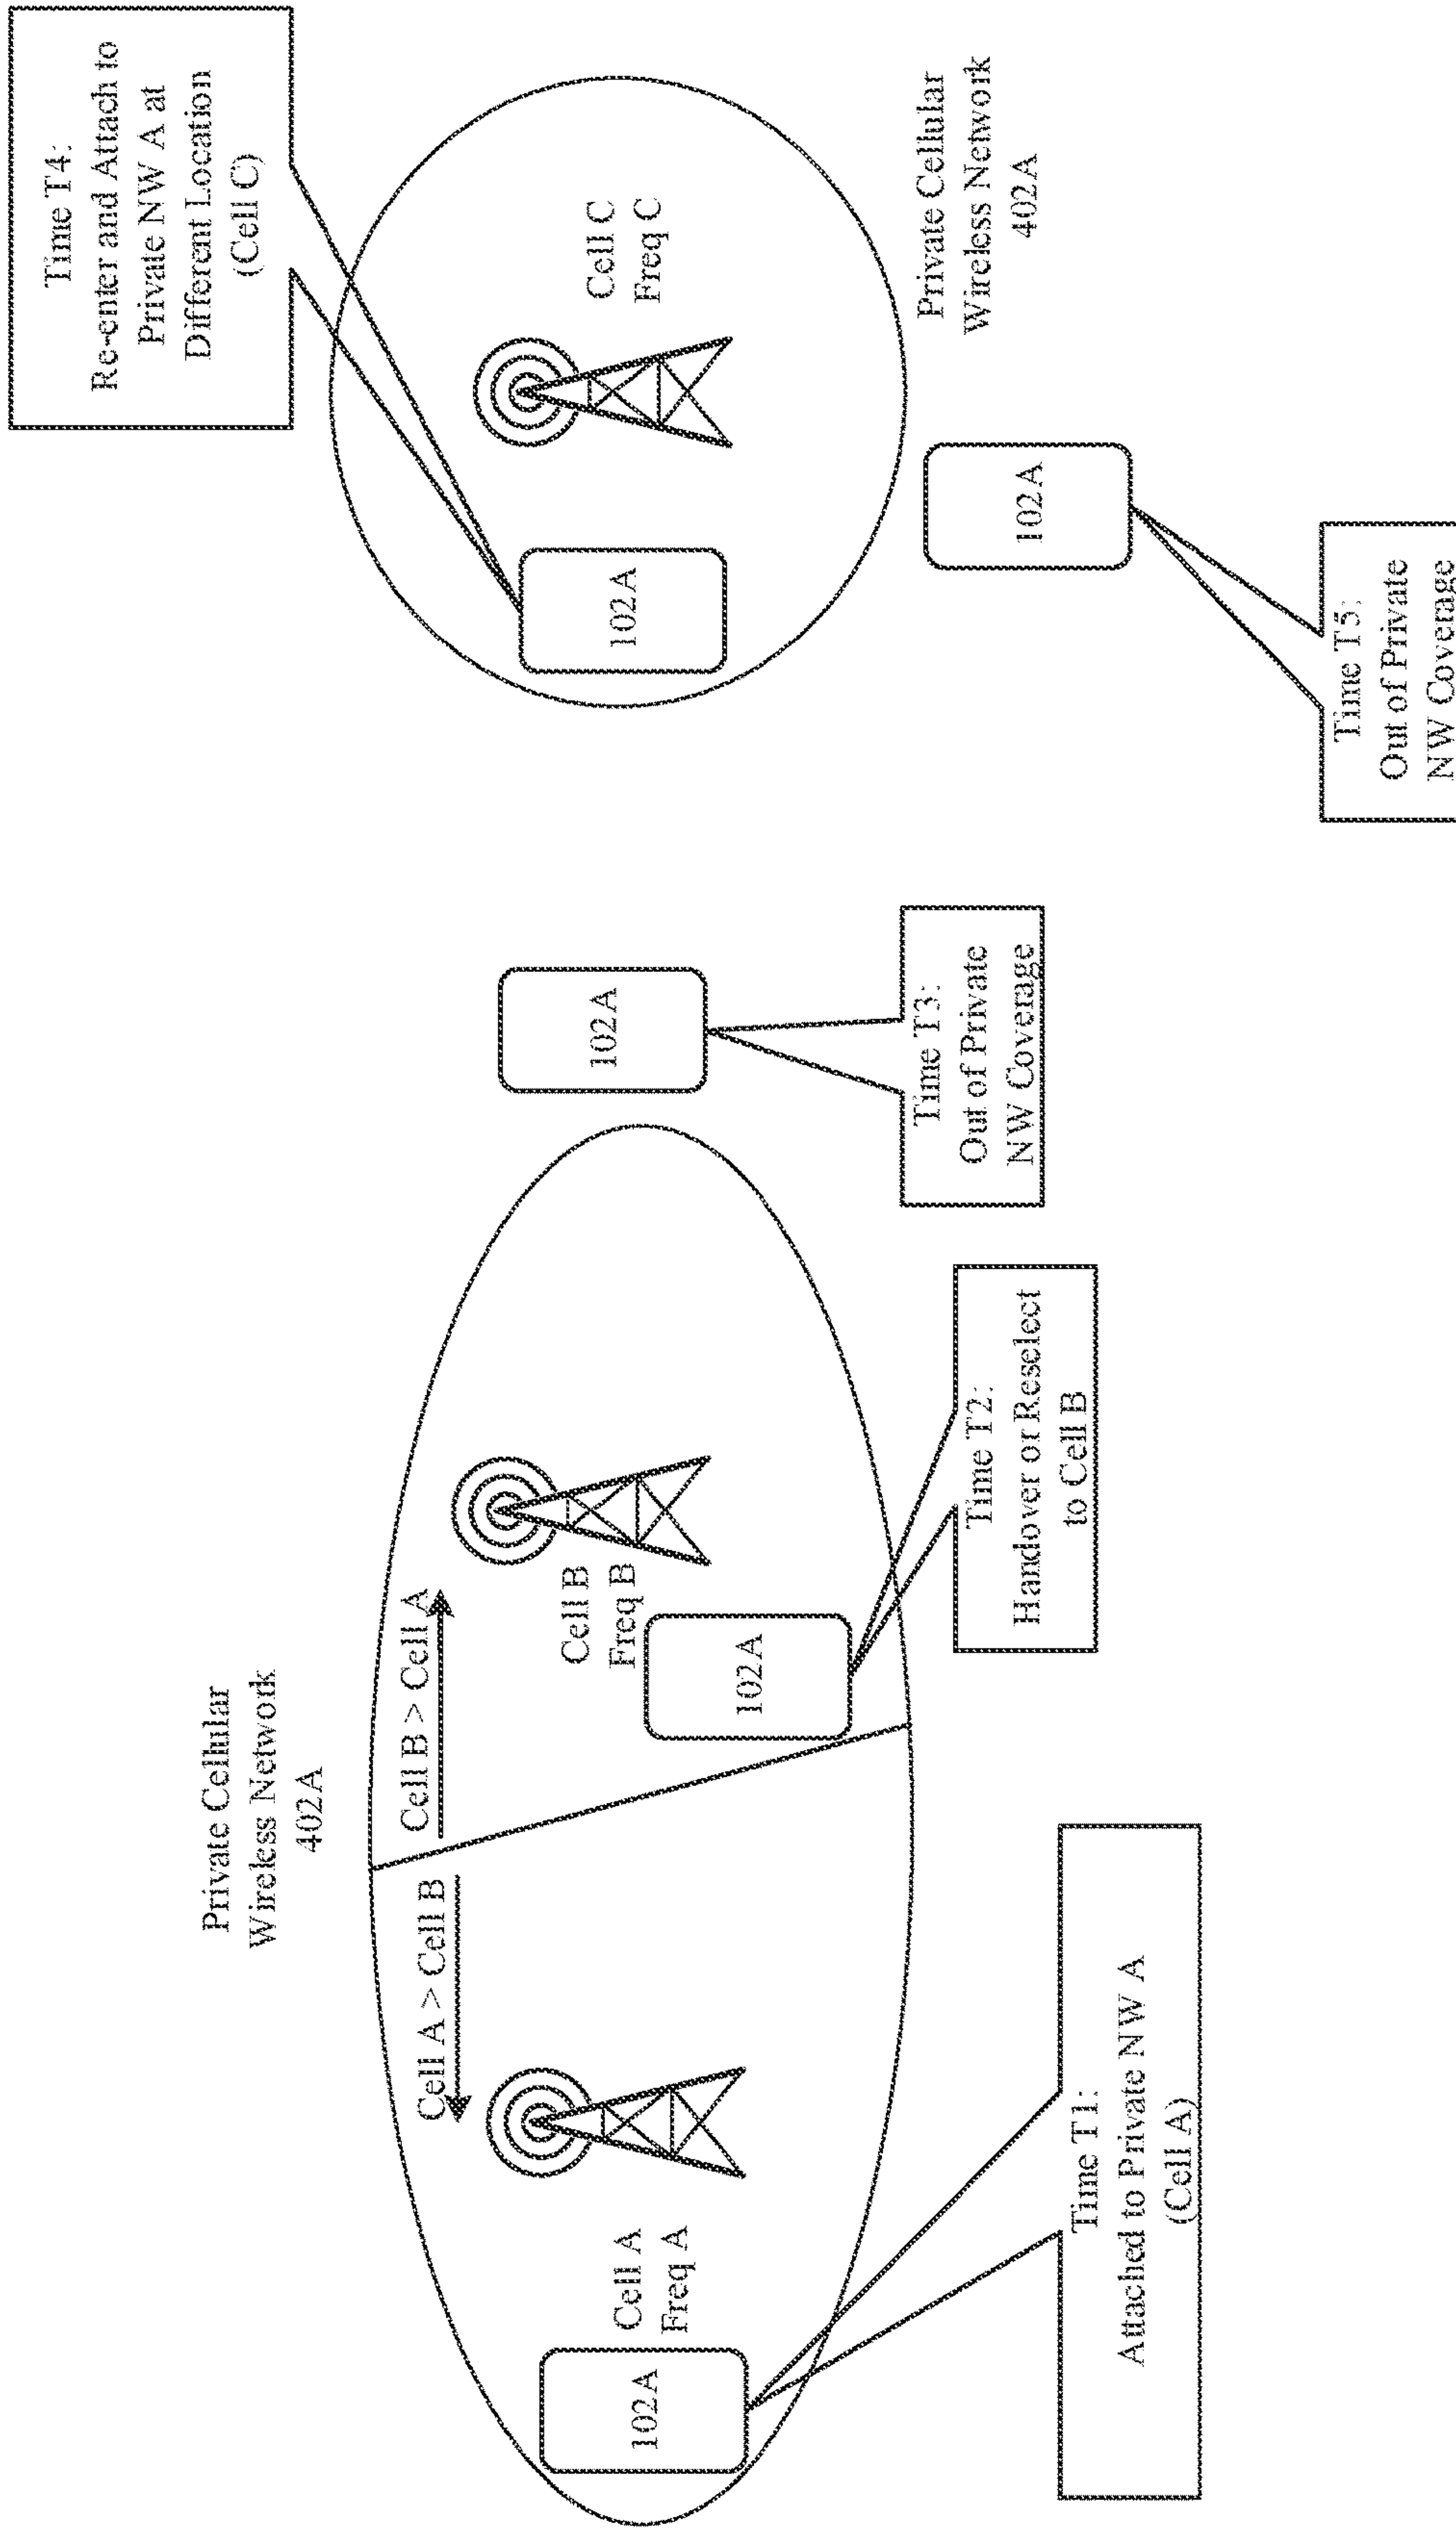 Private Cellular
Wireless Network
402A
Cell A > Cell B
Cell B > Cell A
Cell A
Freq A
102A
Time T1:
Attached to Private NW A
(Cell A)
Cell B
Freq B
102A
Time T2:
Handover or Reselect
to Cell B
102A
Time T3:
Out of Private
NW Coverage
Time T4:
Re-enter and Attach to
Private NW A at
Different Location
(Cell C)
102A
Cell C
Freq C
Private Cellular
Wireless Network
402A
102A
Time T5:
Out of Private
NW Coverage